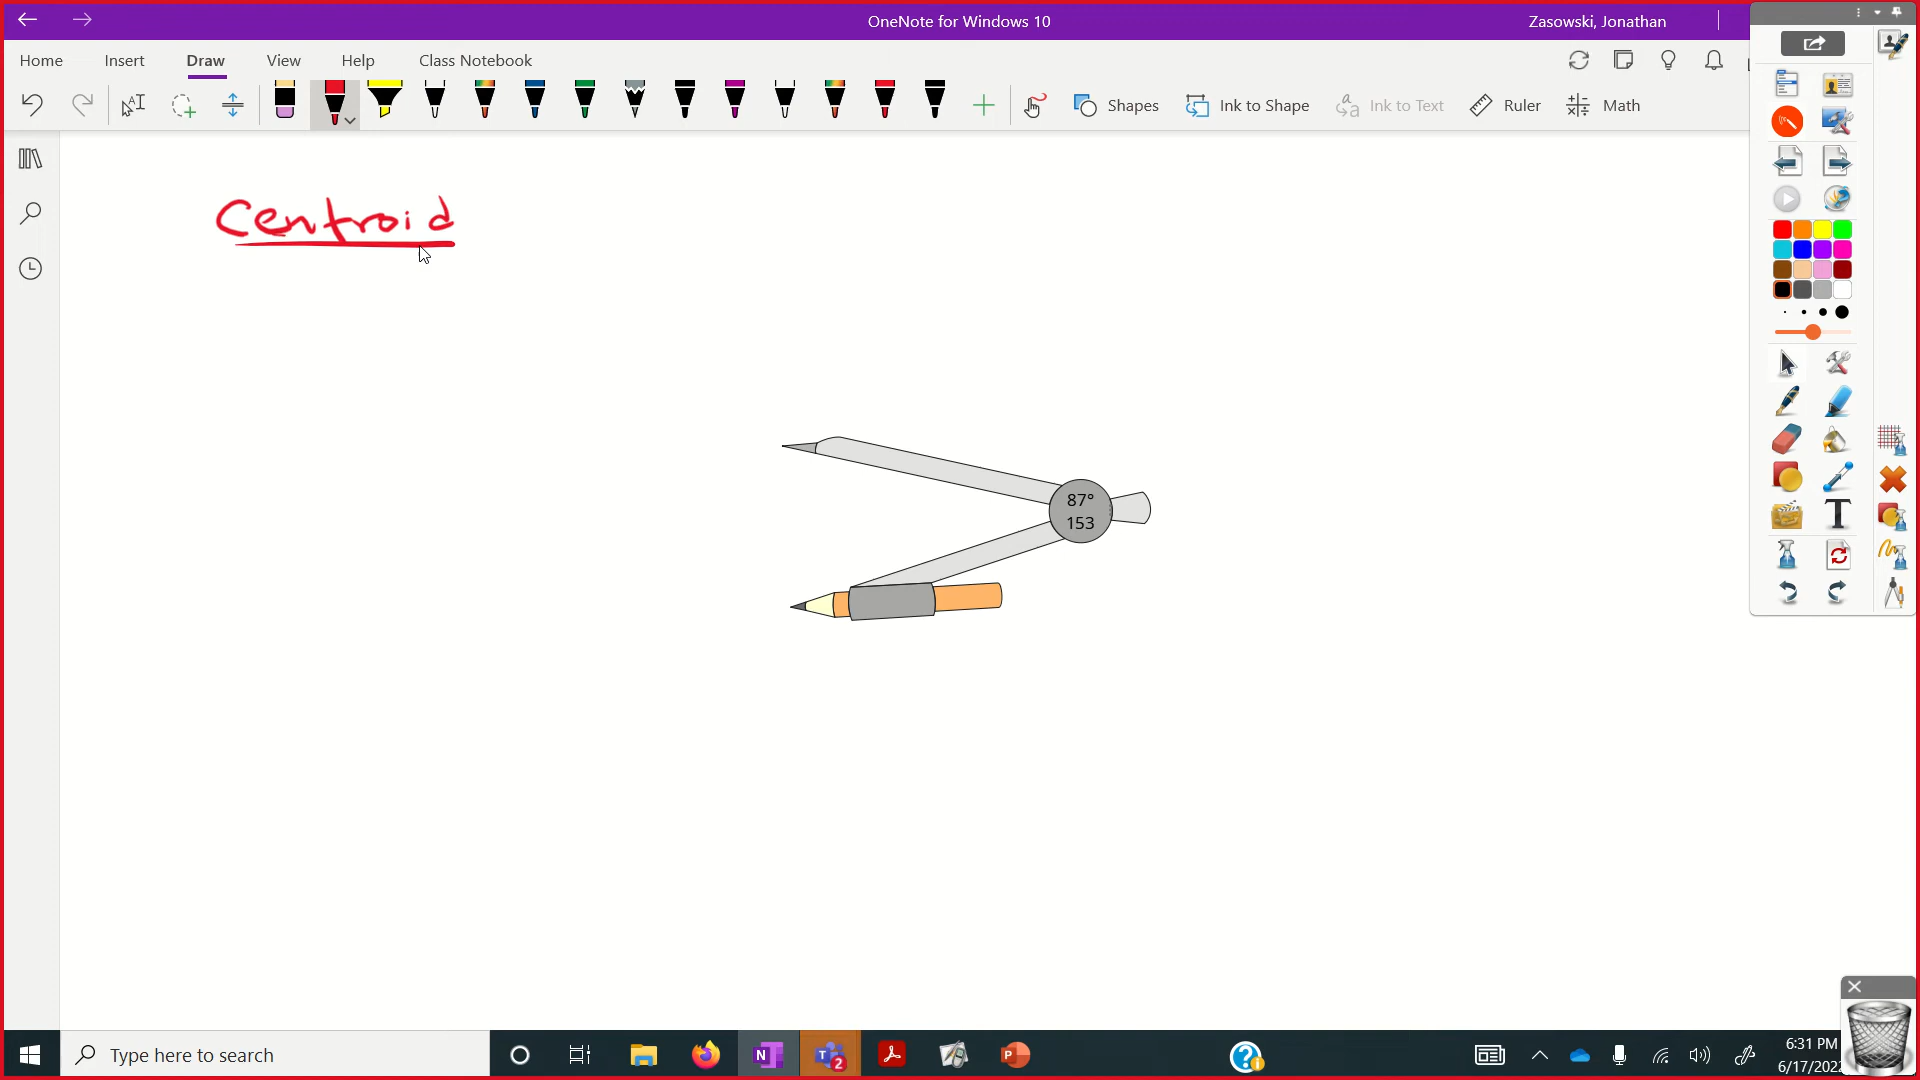 OneNote for Windows 10
Zasowski, Jonathan
Home Insert Draw View Help Class Notebook
Shapes Ink to Shape Ink to Text Ruler Math
Centroid
87°
153
Type here to search
6:31 PM